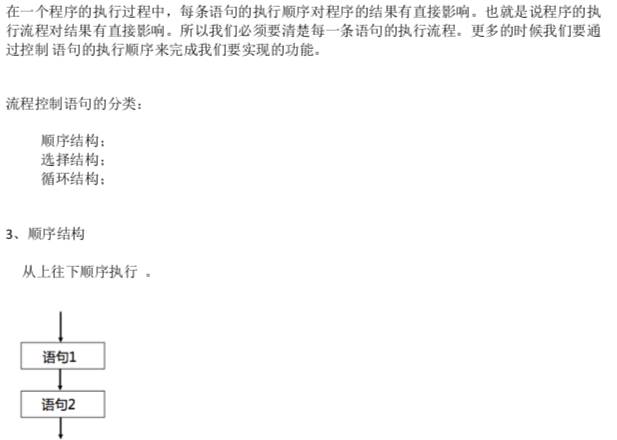 在一个程序的执行过程中，每条语句的执行顺序对程序的结果有直接影响。也就是说程序的执
行流程对结果有直接影响。所以我们必须要清楚每一条语句的执行流程。更多的时候我们要通
过控制语句的执行顺序来完成我们要实现的功能。
流程控制语句的分类：
顺序结构；
选择结构；
循环结构；
3、顺序结构
从上往下顺序执行 。
语句1
语句2